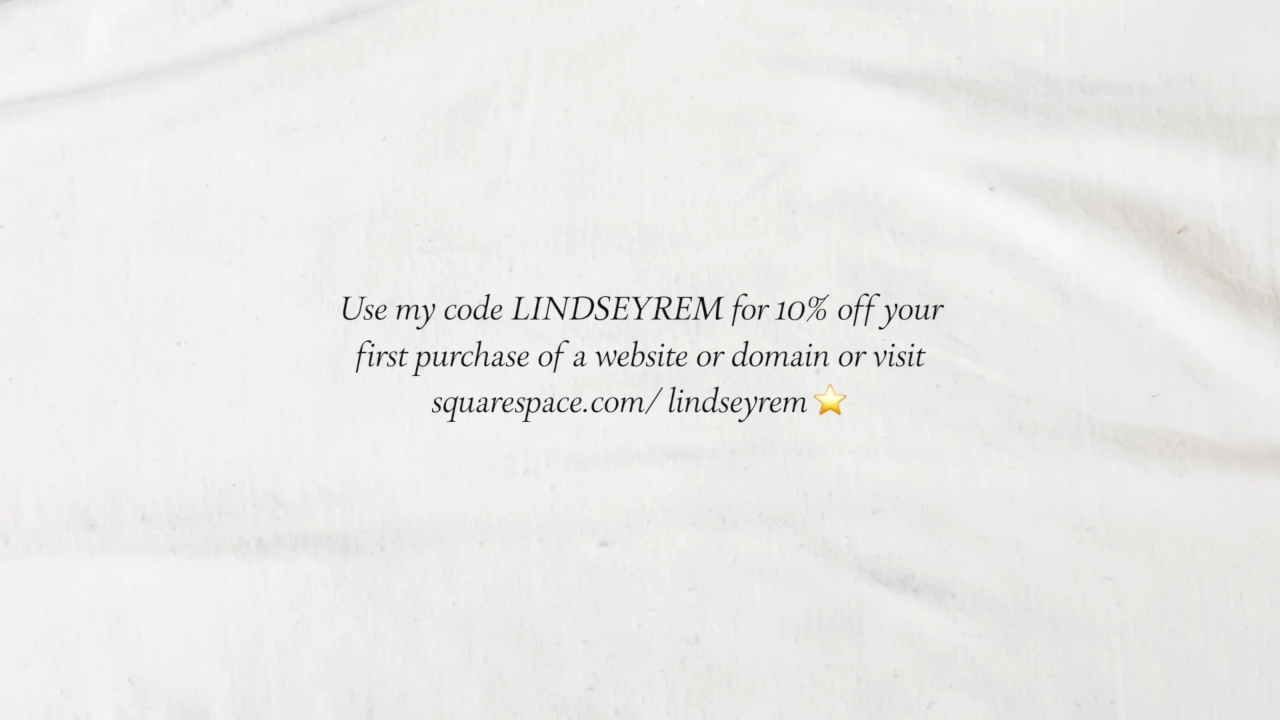 Use my code LINDSEYREM for 10% off your
first purchase of a website or domain or visit
squarespace.com/ lindseyrem ⭐